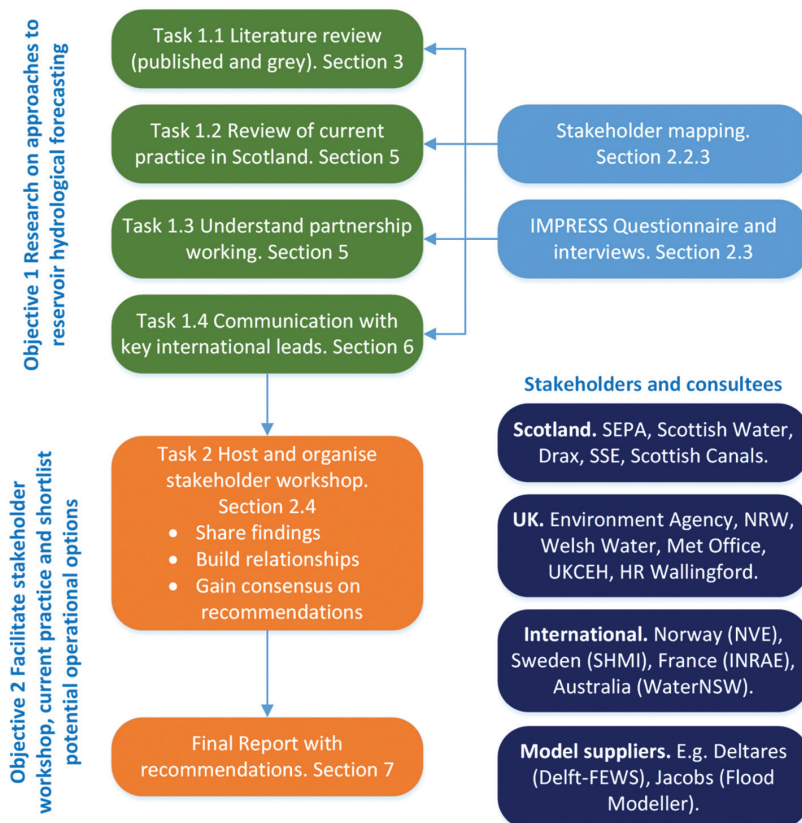 Objective 1 Research on approaches to
reservoir hydrological forecasting
Task 1.1 Literature review
(published and grey). Section 3
Task 1.2 Review of current
practice in Scotland. Section 5
Task 1.3 Understand partnership
working. Section 5
Task 1.4 Communication with
key international leads. Section 6
Stakeholder mapping.
Section 2.2.3
IMPRESS Questionnaire and
interviews. Section 2.3
Objective 2 Facilitate stakeholder
workshop, current practice and shortlist
potential operational options
Task 2 Host and organise
stakeholder workshop.
Section 2.4
• Share findings
• Build relationships
• Gain consensus on
recommendations
Final Report with
recommendations. Section 7
Stakeholders and consultees
Scotland. SEPA, Scottish Water,
Drax, SSE, Scottish Canals.
UK. Environment Agency, NRW,
Welsh Water, Met Office,
UKCEH, HR Wallingford.
International. Norway (NVE),
Sweden (SHMI), France (INRAE),
Australia (WaterNSW).
Model suppliers. E.g. Deltares
(Delft-FEWS), Jacobs (Flood
Modeller).